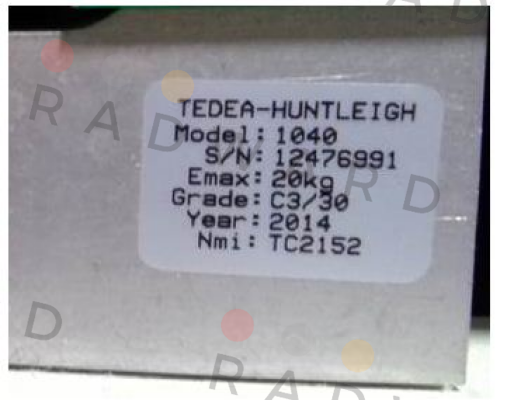 TEDEA-HUNTLEIGH
Model: 1040
S/N: 12476991
Emax: 20kg
Grade: C3/30
Year: 2014
Nmi: TC2152